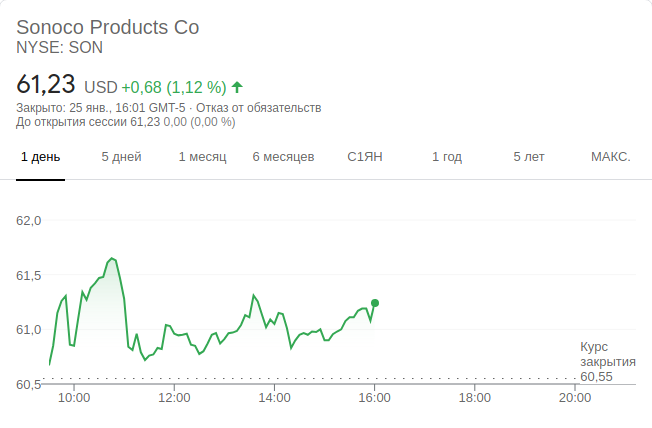 Sonoco Products Co
NYSE: SON
61,23 USD +0,68 (1,12 %)
Закрыто: 25 янв., 16:01 GMT-5 · Отказ от обязательств
До открытия сессии 61,23 0,00 (0,00 %)
1 день 5 дней 1 месяц 6 месяцев С1ЯН 1 год 5 лет МАКС.
62,0
61,5
61,0
Курс
закрытия
60,55
60,5
10:00 12:00 14:00 16:00 18:00 20:00